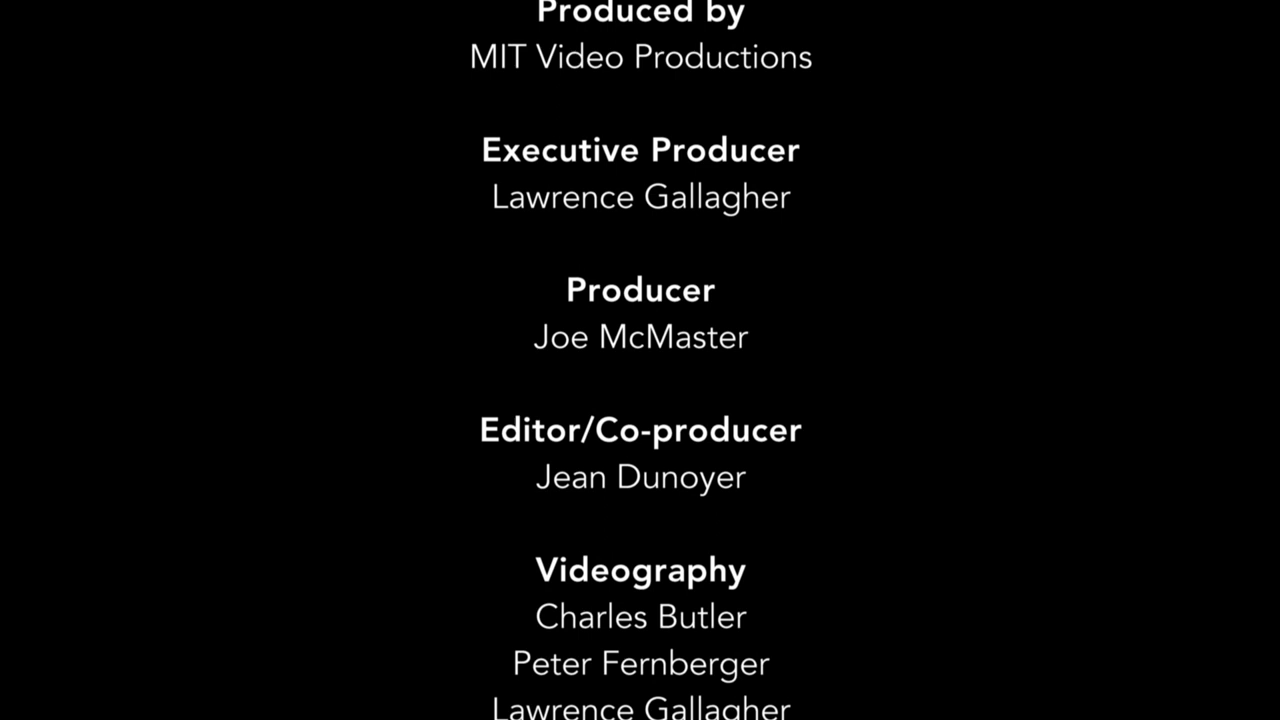 Produced by
MIT Video Productions
Executive Producer
Lawrence Gallagher
Producer
Joe McMaster
Editor/Co-producer
Jean Dunoyer
Videography
Charles Butler
Peter Fernberger
Lawrence Gallagher